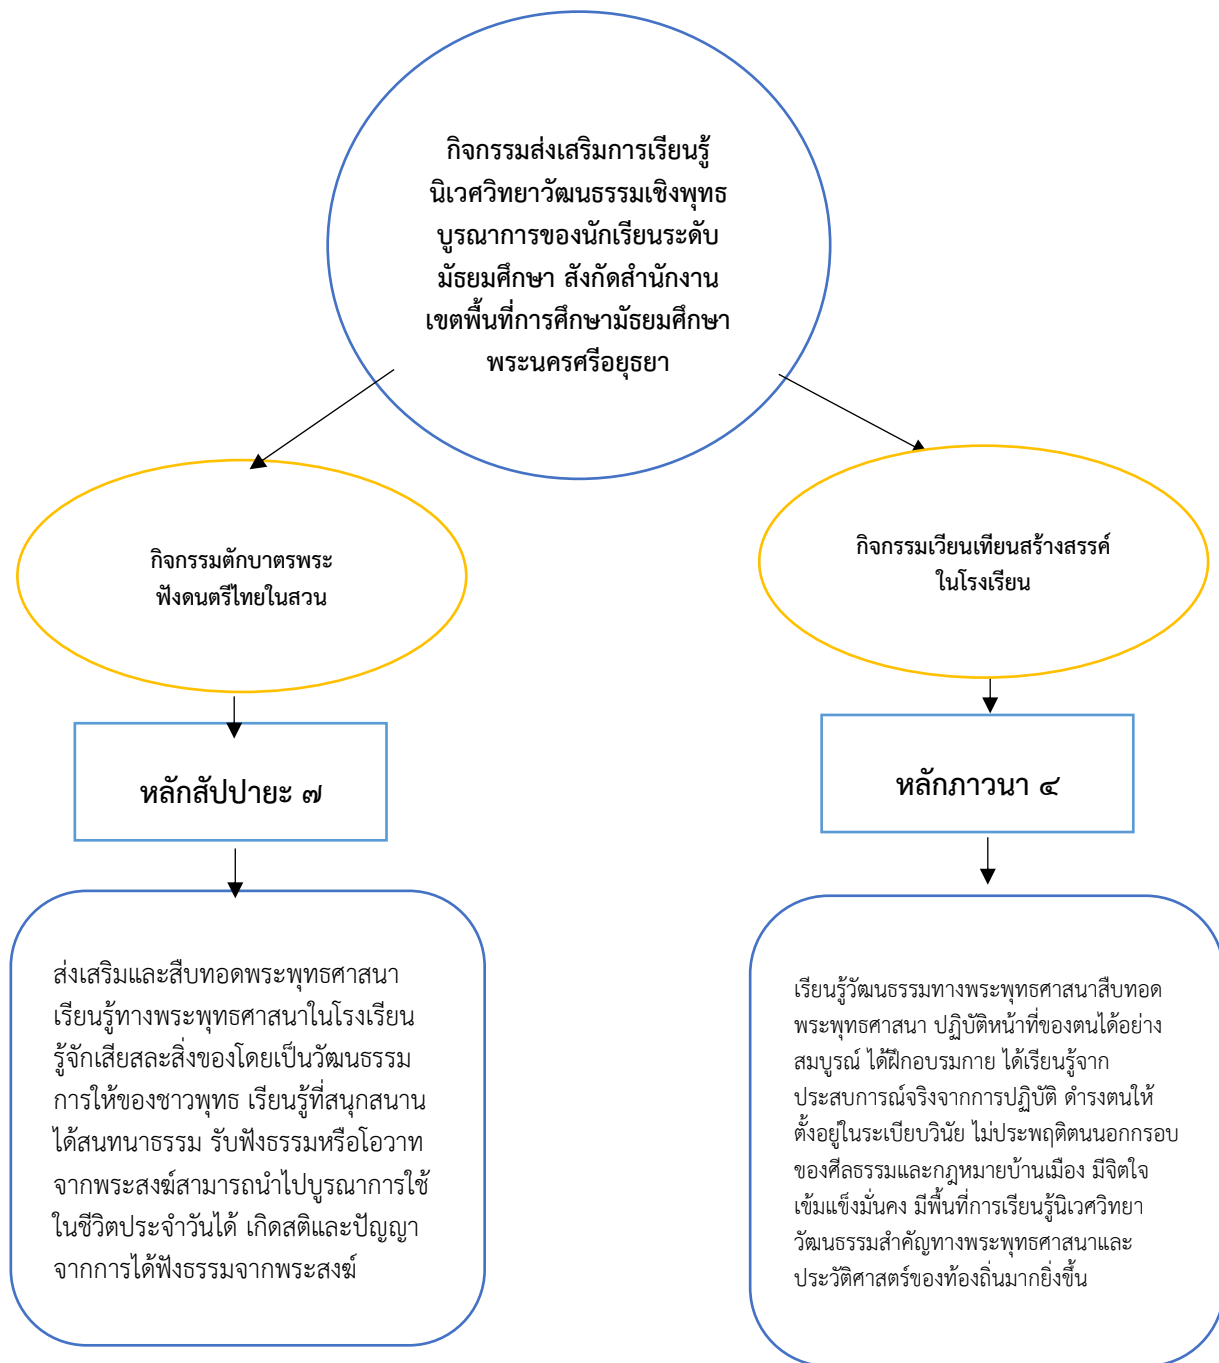 กิจกรรมส่งเสริมการเรียนรู้
นิเวศวิทยาวัฒนธรรมเชิงพุทธ
บูรณาการของนักเรียนระดับ
มัธยมศึกษา สังกัดสำนักงาน
เขตพื้นที่การศึกษามัธยมศึกษา
พระนครศรีอยุธยา
กิจกรรมตักบาตรพระ
ฟังดนตรีไทยในสวน
หลักสัปปายะ ๗
ส่งเสริมและสืบทอดพระพุทธศาสนา
เรียนรู้ทางพระพุทธศาสนาในโรงเรียน
รู้จักเสียสละสิ่งของโดยเป็นวัฒนธรรม
การให้ของชาวพุทธ เรียนรู้ที่สนุกสนาน
ได้สนทนาธรรม รับฟังธรรมหรือโอวาท
จากพระสงฆ์สามารถนำไปบูรณาการใช้
ในชีวิตประจำวันได้ เกิดสติและปัญญา
จากการได้ฟังธรรมจากพระสงฆ์
กิจกรรมเวียนเทียนสร้างสรรค์
ในโรงเรียน
หลักภาวนา ๔
เรียนรู้วัฒนธรรมทางพระพุทธศาสนาสืบทอด
พระพุทธศาสนา ปฏิบัติหน้าที่ของตนได้อย่าง
สมบูรณ์ ได้ฝึกอบรมกาย ได้เรียนรู้จาก
ประสบการณ์จริงจากการปฏิบัติ ดำรงตนให้
ตั้งอยู่ในระเบียบวินัย ไม่ประพฤติตนนอกกรอบ
ของศีลธรรมและกฎหมายบ้านเมือง มีจิตใจ
เข้มแข็งมั่นคง มีพื้นที่การเรียนรู้นิเวศวิทยา
วัฒนธรรมสำคัญทางพระพุทธศาสนาและ
ประวัติศาสตร์ของท้องถิ่นมากยิ่งขึ้น